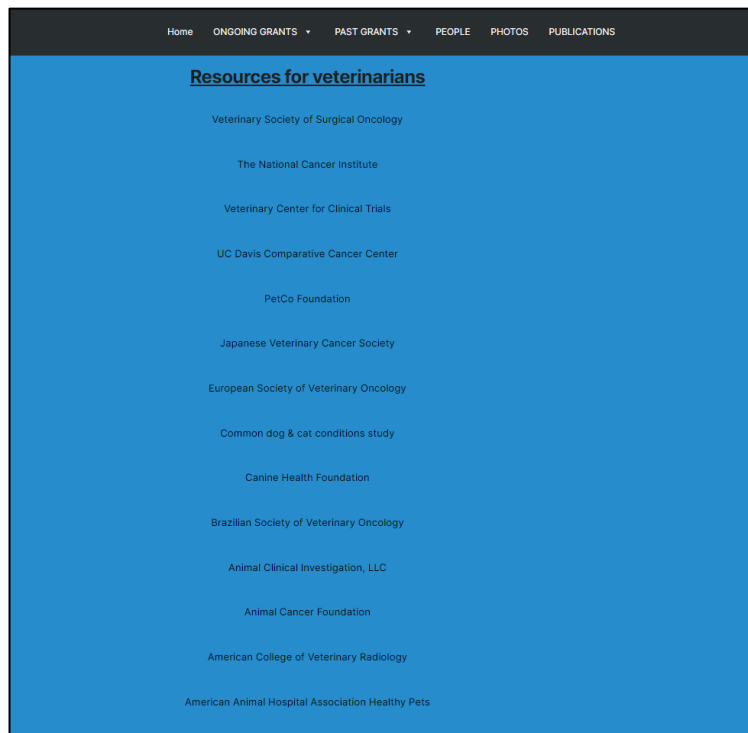 Home ONGOING GRANTS ▾ PAST GRANTS ▾ PEOPLE PHOTOS PUBLICATIONS
Resources for veterinarians
Veterinary Society of Surgical Oncology
The National Cancer Institute
Veterinary Center for Clinical Trials
UC Davis Comparative Cancer Center
PetCo Foundation
Japanese Veterinary Cancer Society
European Society of Veterinary Oncology
Common dog & cat conditions study
Canine Health Foundation
Brazilian Society of Veterinary Oncology
Animal Clinical Investigation, LLC
Animal Cancer Foundation
American College of Veterinary Radiology
American Animal Hospital Association Healthy Pets